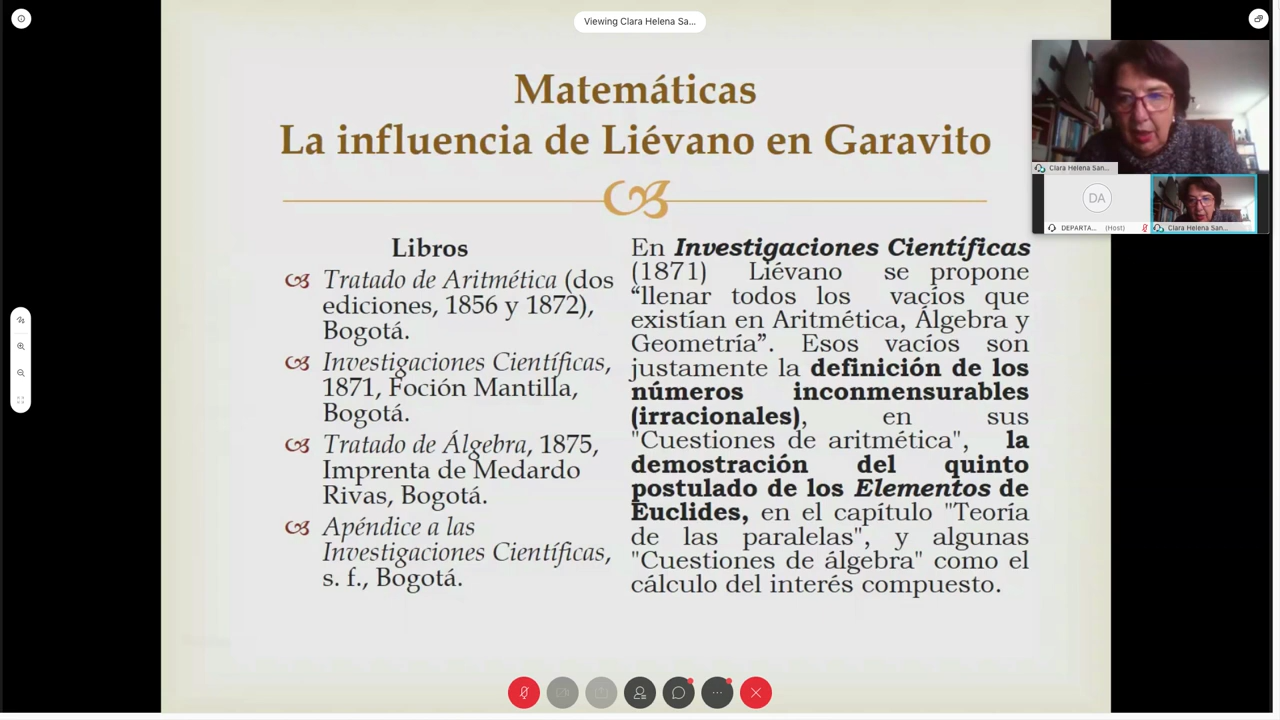 Viewing Clara Helena Sa...
Matemáticas
La influencia de Liévano en Garavito
Libros
Tratado de Aritmética (dos
ediciones, 1856 y 1872),
Bogotá.
Investigaciones Científicas,
1871, Foción Mantilla,
Bogotá.
Tratado de Álgebra, 1875,
Imprenta de Medardo
Rivas, Bogotá.
Apéndice a las
Investigaciones Científicas,
s. f., Bogotá.
En Investigaciones Científicas
(1871) Liévano se propone
“llenar todos los vacíos que
existían en Aritmética, Álgebra y
Geometría”. Esos vacíos son
justamente la definición de los
números inconmensurables
(irracionales), en sus
"Cuestiones de aritmética", la
demostración del quinto
postulado de los Elementos de
Euclides, en el capítulo "Teoría
de las paralelas", y algunas
"Cuestiones de álgebra" como el
cálculo del interés compuesto.
Clara Helena San...
DA
DEPARTA... (Host)
Clara Helena San...